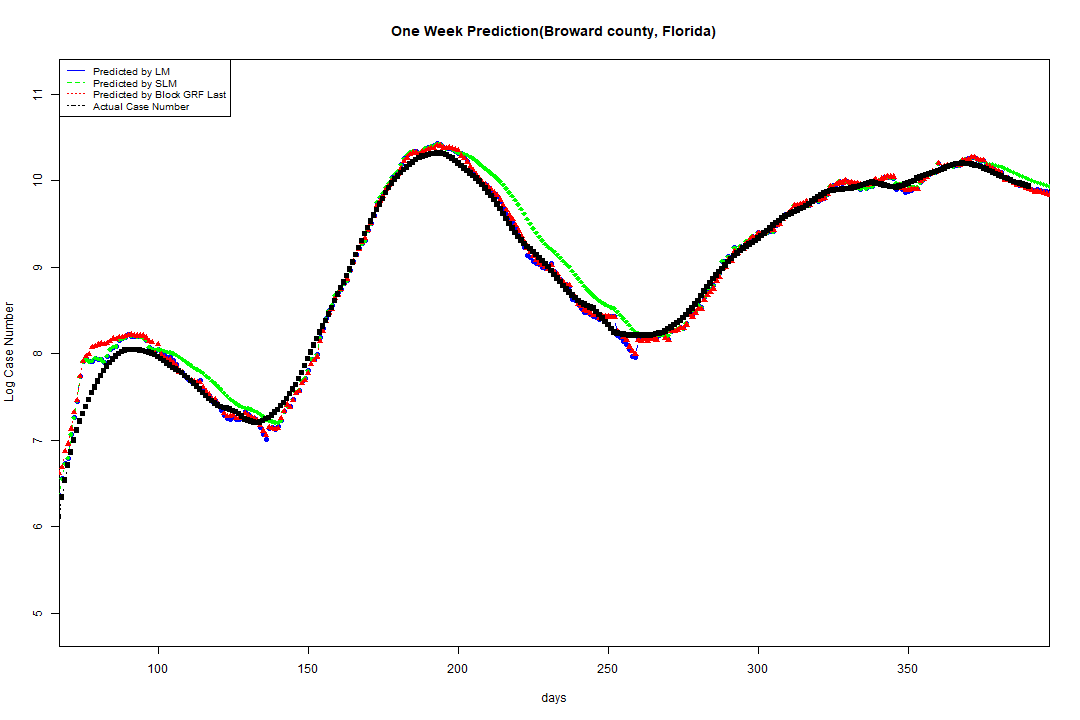 One Week Prediction(Broward county, Florida)
Predicted by LM
Predicted by SLM
Predicted by Block GRF Last
Actual Case Number
11
10
9
8
7
6
5
Log Case Number
100 150 200 250 300 350
days